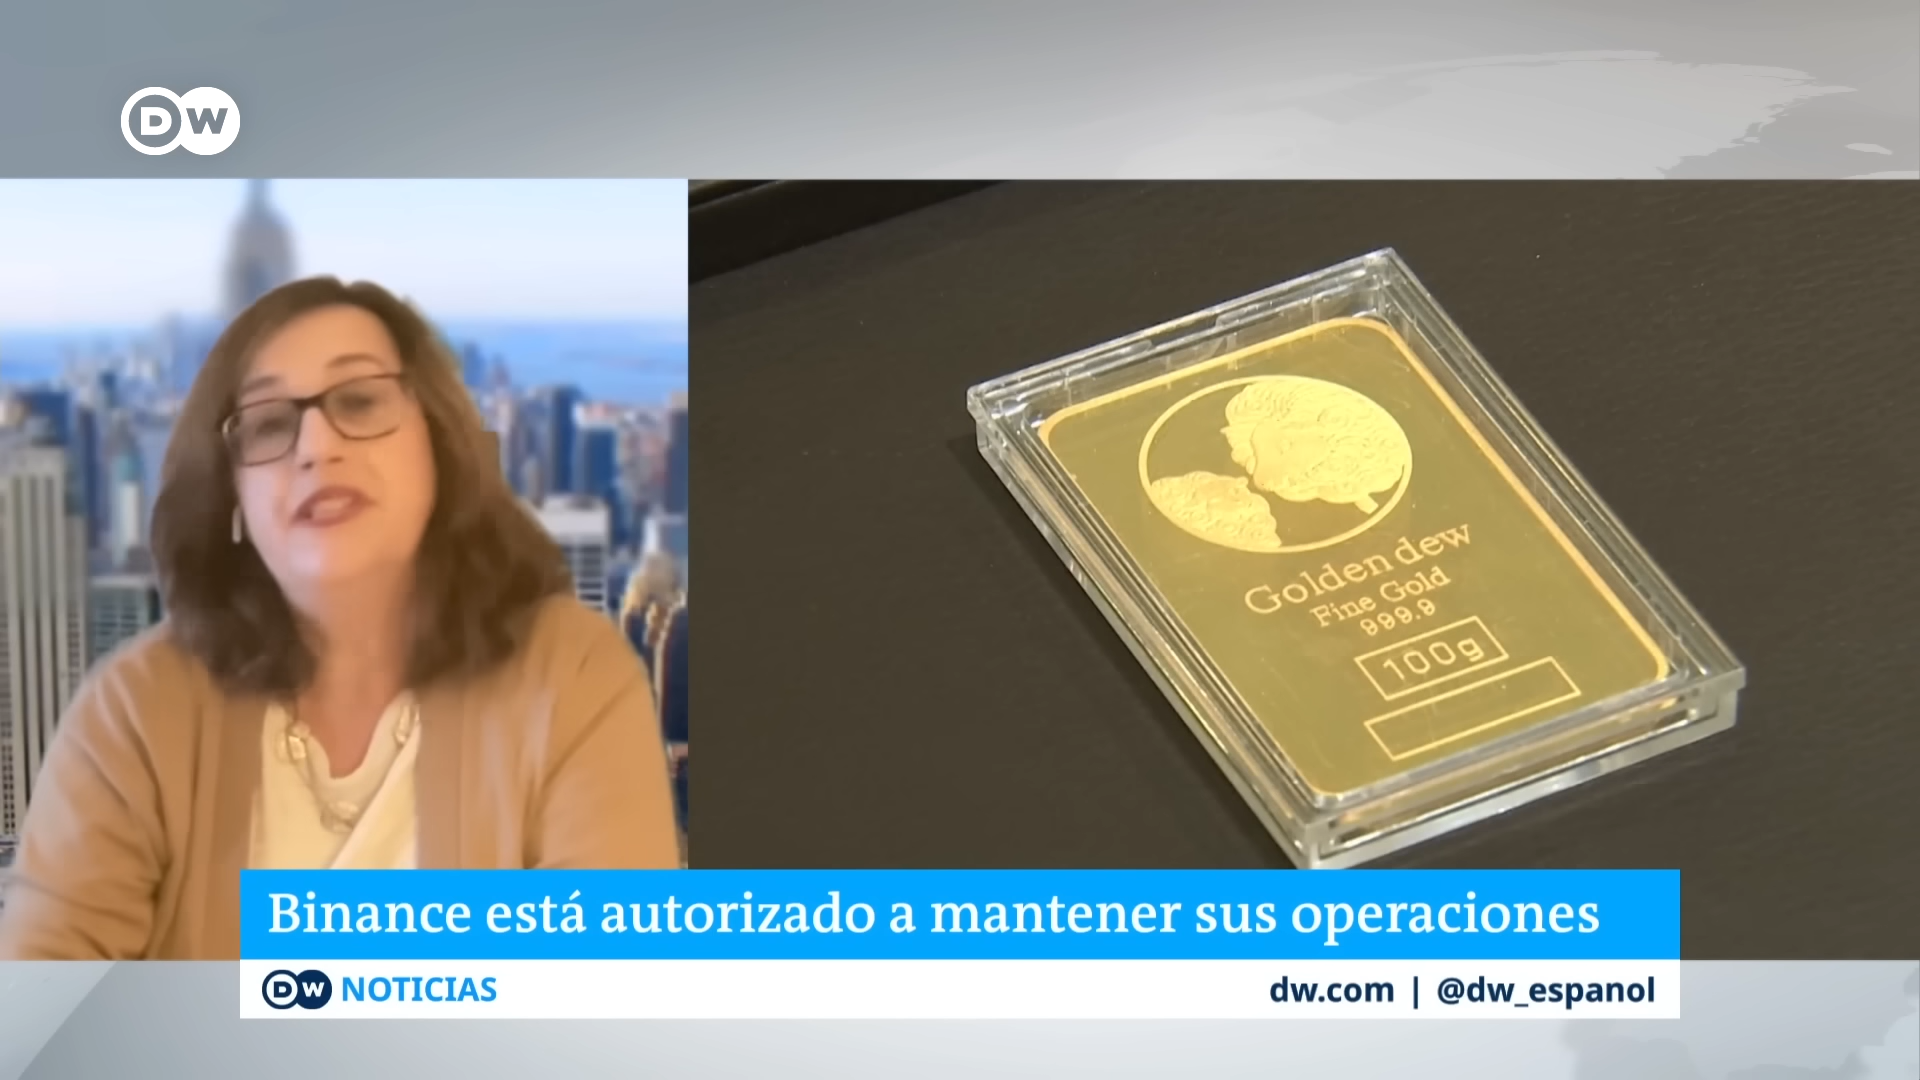 DW
Golden dew
Fine Gold
999.9
100g
Binance está autorizado a mantener sus operaciones
DW NOTICIAS
dw.com | @dw_espanol